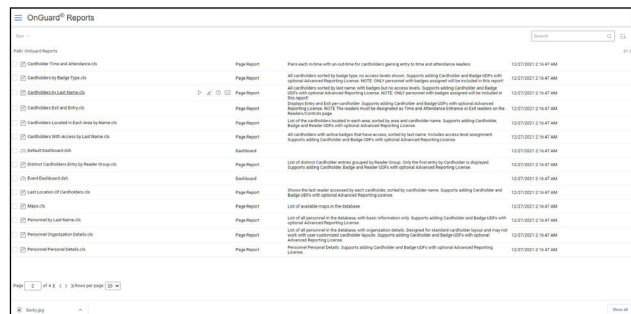 OnGuard® Reports
Run
Search
Path: OnGuard Reports
Cardholder Time and Attendance.cls Page Report Pairs each in-time with an out-time for cardholders gaining entry to time and attendance readers. 12/27/2021 2:16:47 AM
Cardholders by Badge Type.cls Page Report All cardholders sorted by badge type, no access levels shown. Supports adding Cardholder and Badge UDFs with
optional Advanced Reporting License. NOTE: ONLY personnel with badges assigned will be included in this report! 12/27/2021 2:16:47 AM
Cardholders by Last Name.cls Page Report All cardholders sorted by last name, with badges but no access levels. Supports adding Cardholder and Badge
UDFs with optional Advanced Reporting License. NOTE: ONLY personnel with badges assigned will be included in
this report! 12/27/2021 2:16:47 AM
Cardholders Exit and Entry.cls Page Report Displays Entry and Exit per-cardholder. Supports adding Cardholder and Badge UDFs with optional Advanced
Reporting License. NOTE The readers must be designated as Time and Attendance Entrance or Exit readers on the
Readers/Controls page. 12/27/2021 2:16:47 AM
Cardholders Located in Each Area by Name.cls Page Report List of the cardholders located in each area, sorted by area and cardholder name. Supports adding Cardholder,
Badge and Reader UDFs with optional Advanced Reporting License. 12/27/2021 2:16:47 AM
Cardholders With Access by Last Name.cls Page Report All cardholders with active badges that have access, sorted by last name. Includes access level assignment.
Supports adding Cardholder and Badge UDFs with optional Advanced Reporting License. 12/27/2021 2:16:47 AM
Default Dashboard.dsh Dashboard 12/27/2021 2:16:47 AM
Distinct Cardholders Entry by Reader Group.cls Page Report List of distinct Cardholder entries grouped by Reader Group. Only the first entry by Cardholder is displayed.
Supports adding Cardholder, Badge and Reader UDFs with optional Advanced Reporting License. 12/27/2021 2:16:47 AM
Event Dashboard.dsh Dashboard 12/27/2021 2:16:47 AM
Last Location Of Cardholders.cls Page Report Shows the last reader accessed by each cardholder, sorted by cardholder name. Supports adding Cardholder and
Badge UDFs with optional Advanced Reporting License. 12/27/2021 2:16:47 AM
Maps.cls Page Report List of available maps in the database. 12/27/2021 2:16:47 AM
Personnel by Last Name.cls Page Report List of all personnel in the database, with basic information only. Supports adding Cardholder and Badge UDFs with
optional Advanced Reporting License. 12/27/2021 2:16:47 AM
Personnel Organization Details.cls Page Report List of all personnel in the database, with organization details. Designed for standard cardholder layout and may not
work with user-customized cardholder layouts. Supports adding Cardholder and Badge UDFs with optional
Advanced Reporting License. 12/27/2021 2:16:47 AM
Personnel Personal Details.cls Page Report Personnel Personal Details. Supports adding Cardholder and Badge UDFs with optional Advanced Reporting
License. 12/27/2021 2:16:47 AM
Page 2 of 4 Rows per page 20
Becky.jpg Show all